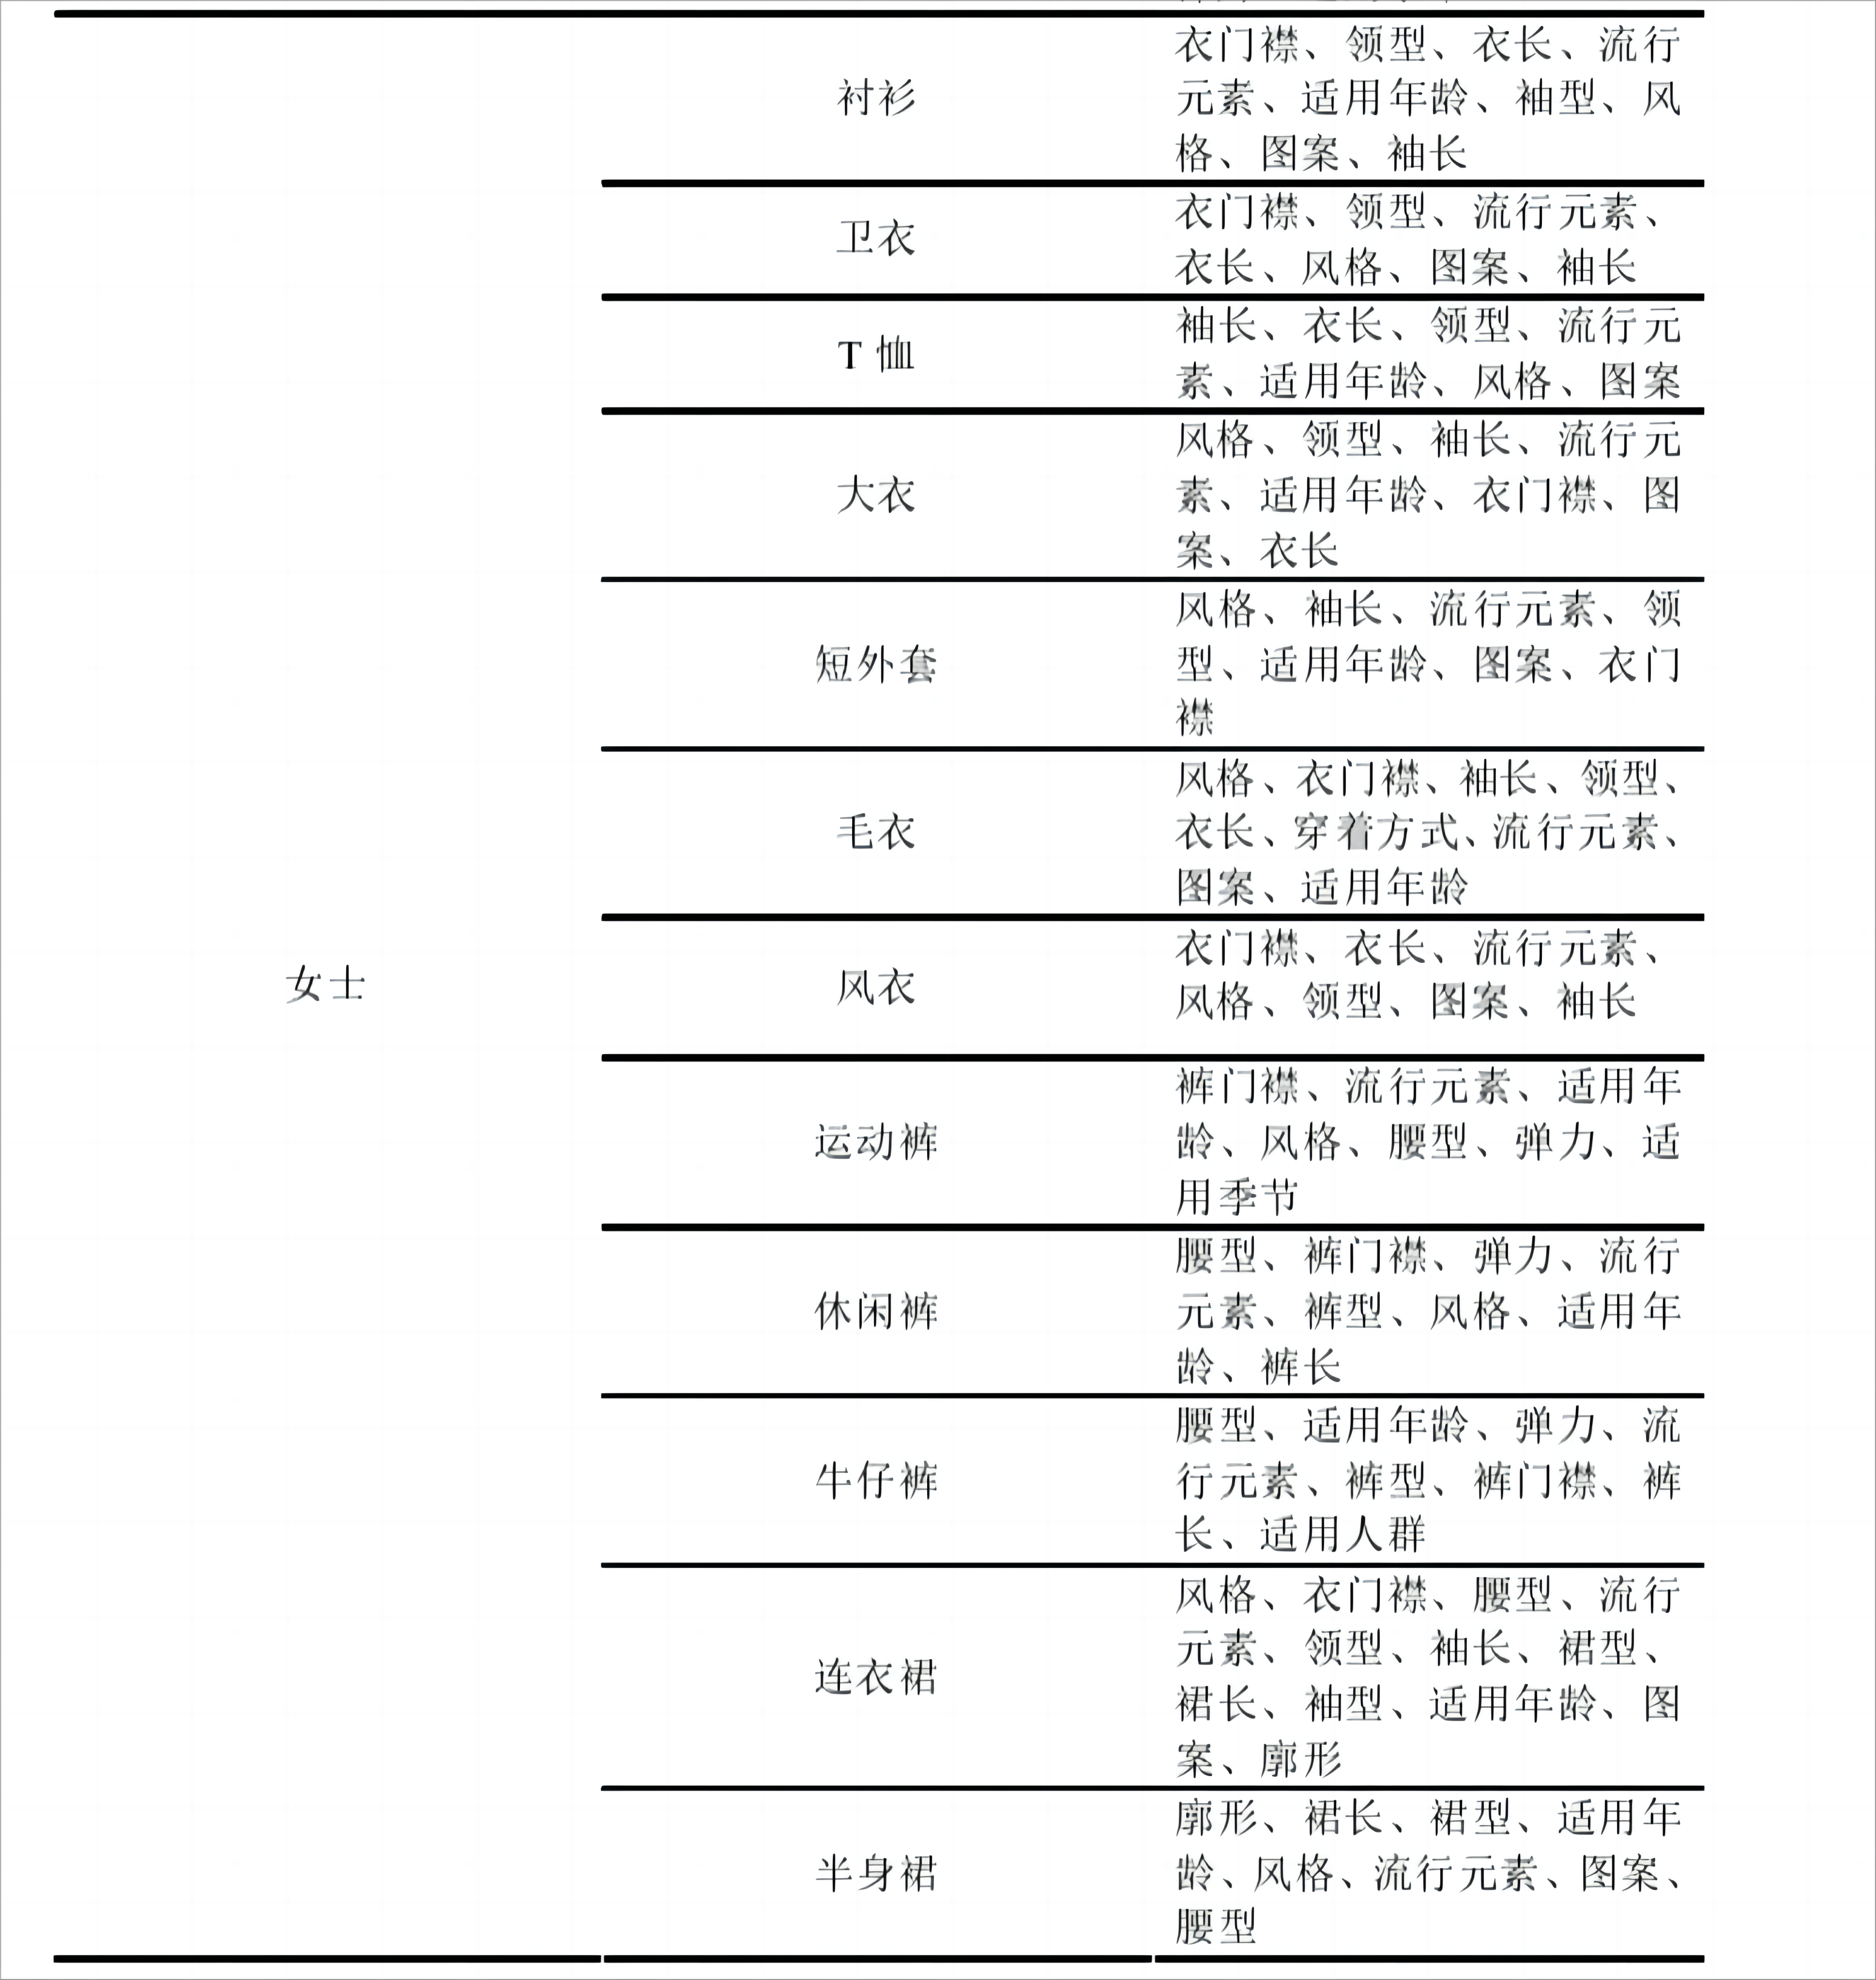 衬衫
衣门襟、领型、衣长、流行
元素、适用年龄、袖型、风
格、图案、袖长
卫衣
衣门襟、领型、流行元素、
衣长、风格、图案、袖长
T 恤
袖长、衣长、领型、流行元
素、适用年龄、风格、图案
大衣
风格、领型、袖长、流行元
素、适用年龄、衣门襟、图
案、衣长
短外套
风格、袖长、流行元素、领
型、适用年龄、图案、衣门
襟
毛衣
风格、衣门襟、袖长、领型、
衣长、穿着方式、流行元素、
图案、适用年龄
女士
风衣
衣门襟、衣长、流行元素、
风格、领型、图案、袖长
运动裤
裤门襟、流行元素、适用年
龄、风格、腰型、弹力、适
用季节
休闲裤
腰型、裤门襟、弹力、流行
元素、裤型、风格、适用年
龄、裤长
牛仔裤
腰型、适用年龄、弹力、流
行元素、裤型、裤门襟、裤
长、适用人群
连衣裙
风格、衣门襟、腰型、流行
元素、领型、袖长、裙型、
裙长、袖型、适用年龄、图
案、廓形
半身裙
廓形、裙长、裙型、适用年
龄、风格、流行元素、图案、
腰型